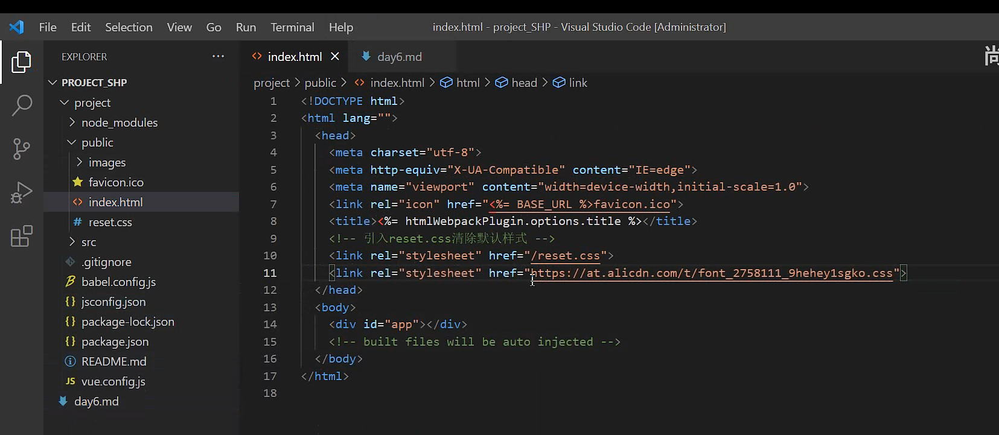 File Edit Selection View Go Run Terminal Help
index.html - project_SHP - Visual Studio Code [Administrator]
EXPLORER
PROJECT_SHP
project
node_modules
public
images
favicon.ico
index.html
reset.css
src
.gitignore
babel.config.js
jsconfig.json
package-lock.json
package.json
README.md
JS vue.config.js
day6.md
index.html
day6.md
尚
project > public > index.html > html > head > link
1 <!DOCTYPE html>
2 <html lang="">
3 <head>
4 <meta charset="utf-8">
5 <meta http-equiv="X-UA-Compatible" content="IE=edge">
6 <meta name="viewport" content="width=device-width,initial-scale=1.0">
7 <link rel="icon" href="<%= BASE_URL %>favicon.ico">
8 <title><%= htmlWebpackPlugin.options.title %></title>
9 <!-- 引入reset.css清除默认样式 -->
10 <link rel="stylesheet" href="/reset.css">
11 <link rel="stylesheet" href="https://at.alicdn.com/t/font_2758111_9hehey1sgko.css">
12 </head>
13 <body>
14 <div id="app"></div>
15 <!-- built files will be auto injected -->
16 </body>
17 </html>
18